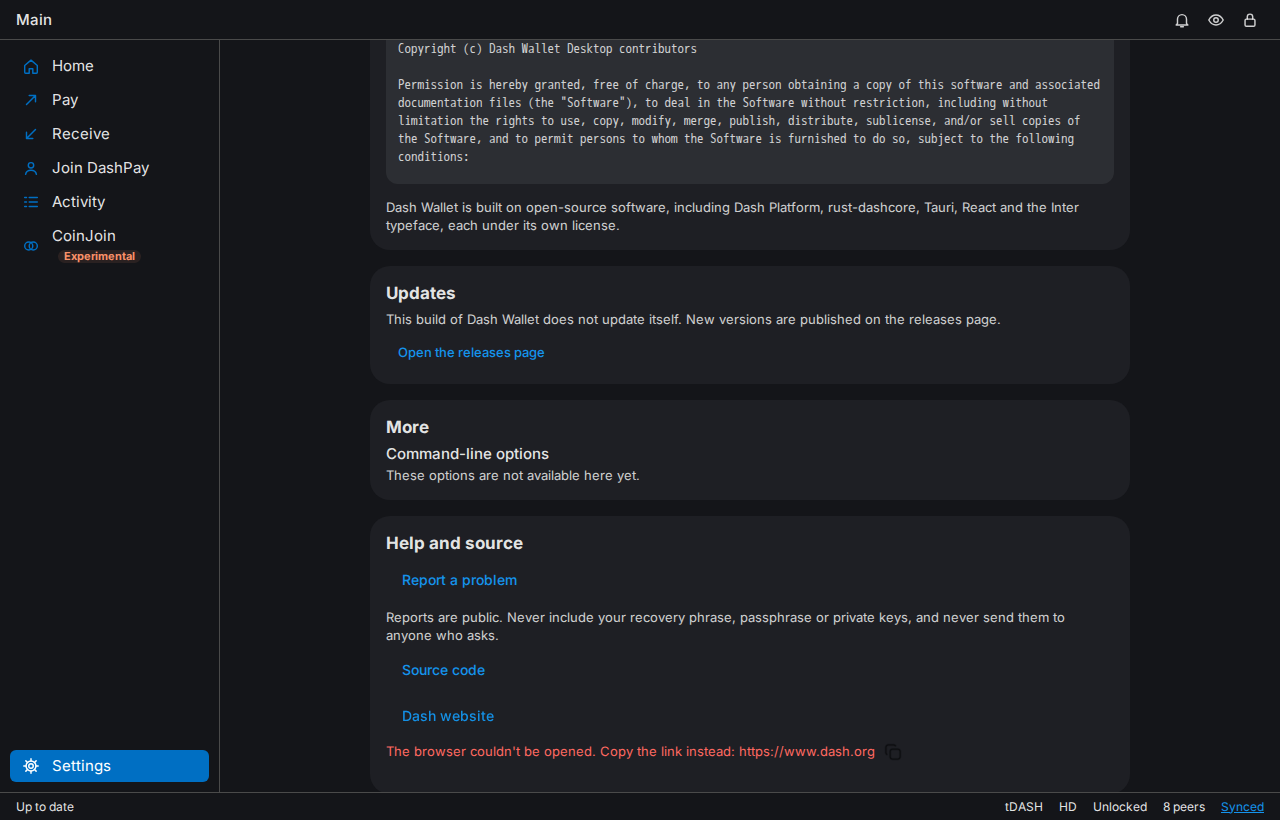 Main
Home
Pay
Receive
Join DashPay
Activity
CoinJoin
Experimental
Settings
Copyright (c) Dash Wallet Desktop contributors
Permission is hereby granted, free of charge, to any person obtaining a copy of this software and associated
documentation files (the "Software"), to deal in the Software without restriction, including without
limitation the rights to use, copy, modify, merge, publish, distribute, sublicense, and/or sell copies of
the Software, and to permit persons to whom the Software is furnished to do so, subject to the following
conditions:
Dash Wallet is built on open-source software, including Dash Platform, rust-dashcore, Tauri, React and the Inter
typeface, each under its own license.
Updates
This build of Dash Wallet does not update itself. New versions are published on the releases page.
Open the releases page
More
Command-line options
These options are not available here yet.
Help and source
Report a problem
Reports are public. Never include your recovery phrase, passphrase or private keys, and never send them to
anyone who asks.
Source code
Dash website
The browser couldn't be opened. Copy the link instead: https://www.dash.org
Up to date
tDASH HD Unlocked 8 peers Synced